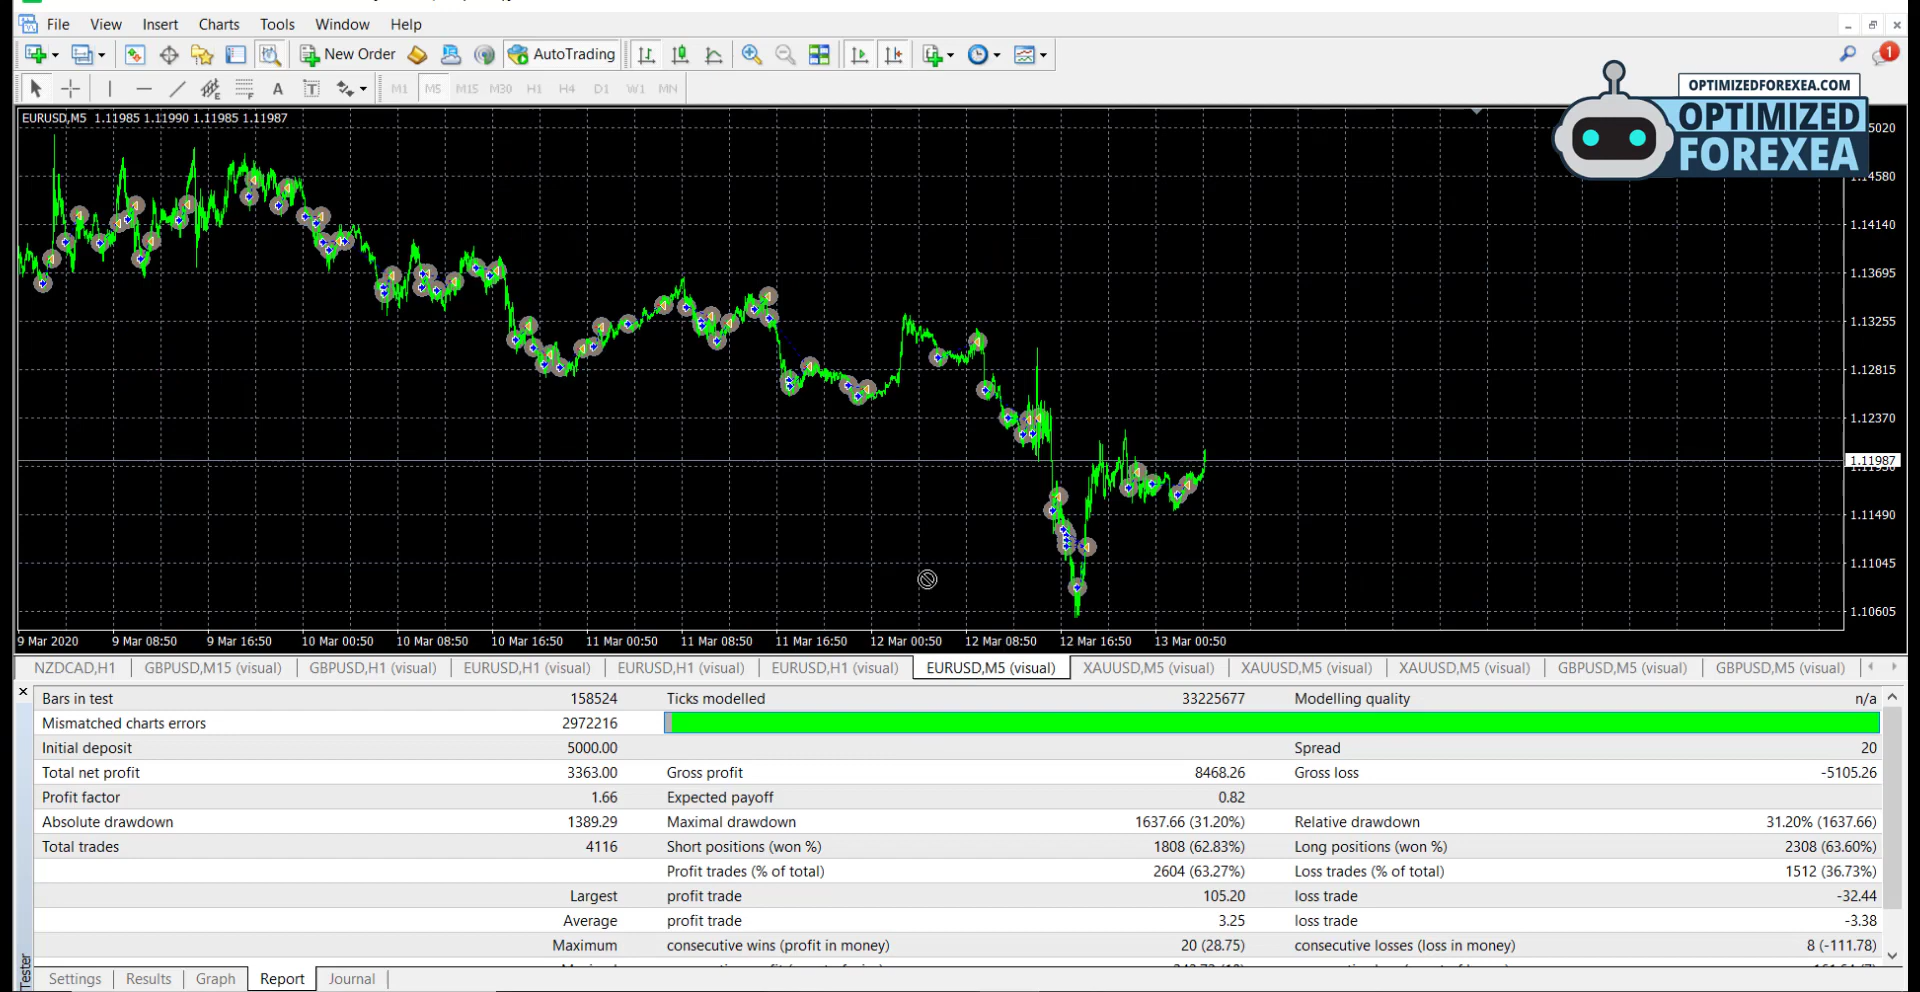 File View Insert Charts Tools Window Help
New Order AutoTrading 1
A T M1 M5 M15 M30 H1 H4 D1 W1 MN
OPTIMIZEDFOREXEA.COM
OPTIMIZED
FOREXEA
EURUSD,M5 1.11985 1.11990 1.11985 1.11987
5020
1.14580
1.14140
1.13695
1.13255
1.12815
1.12370
1.11987
1.11490
1.11045
1.10605
9 Mar 2020 9 Mar 08:50 9 Mar 16:50 10 Mar 00:50 10 Mar 08:50 10 Mar 16:50 11 Mar 00:50 11 Mar 08:50 11 Mar 16:50 12 Mar 00:50 12 Mar 08:50 12 Mar 16:50 13 Mar 00:50
NZDCAD,H1 GBPUSD,M15 (visual) GBPUSD,H1 (visual) EURUSD,H1 (visual) EURUSD,H1 (visual) EURUSD,H1 (visual) EURUSD,M5 (visual) XAUUSD,M5 (visual) XAUUSD,M5 (visual) XAUUSD,M5 (visual) GBPUSD,M5 (visual) GBPUSD,M5 (visual)
Bars in test 158524 Ticks modelled 33225677 Modelling quality n/a
Mismatched charts errors 2972216
Initial deposit 5000.00 Spread 20
Total net profit 3363.00 Gross profit 8468.26 Gross loss -5105.26
Profit factor 1.66 Expected payoff 0.82
Absolute drawdown 1389.29 Maximal drawdown 1637.66 (31.20%) Relative drawdown 31.20% (1637.66)
Total trades 4116 Short positions (won %) 1808 (62.83%) Long positions (won %) 2308 (63.60%)
Profit trades (% of total) 2604 (63.27%) Loss trades (% of total) 1512 (36.73%)
Largest profit trade 105.20 loss trade -32.44
Average profit trade 3.25 loss trade -3.38
Maximum consecutive wins (profit in money) 20 (28.75) consecutive losses (loss in money) 8 (-111.78)
Tester
Settings Results Graph Report Journal